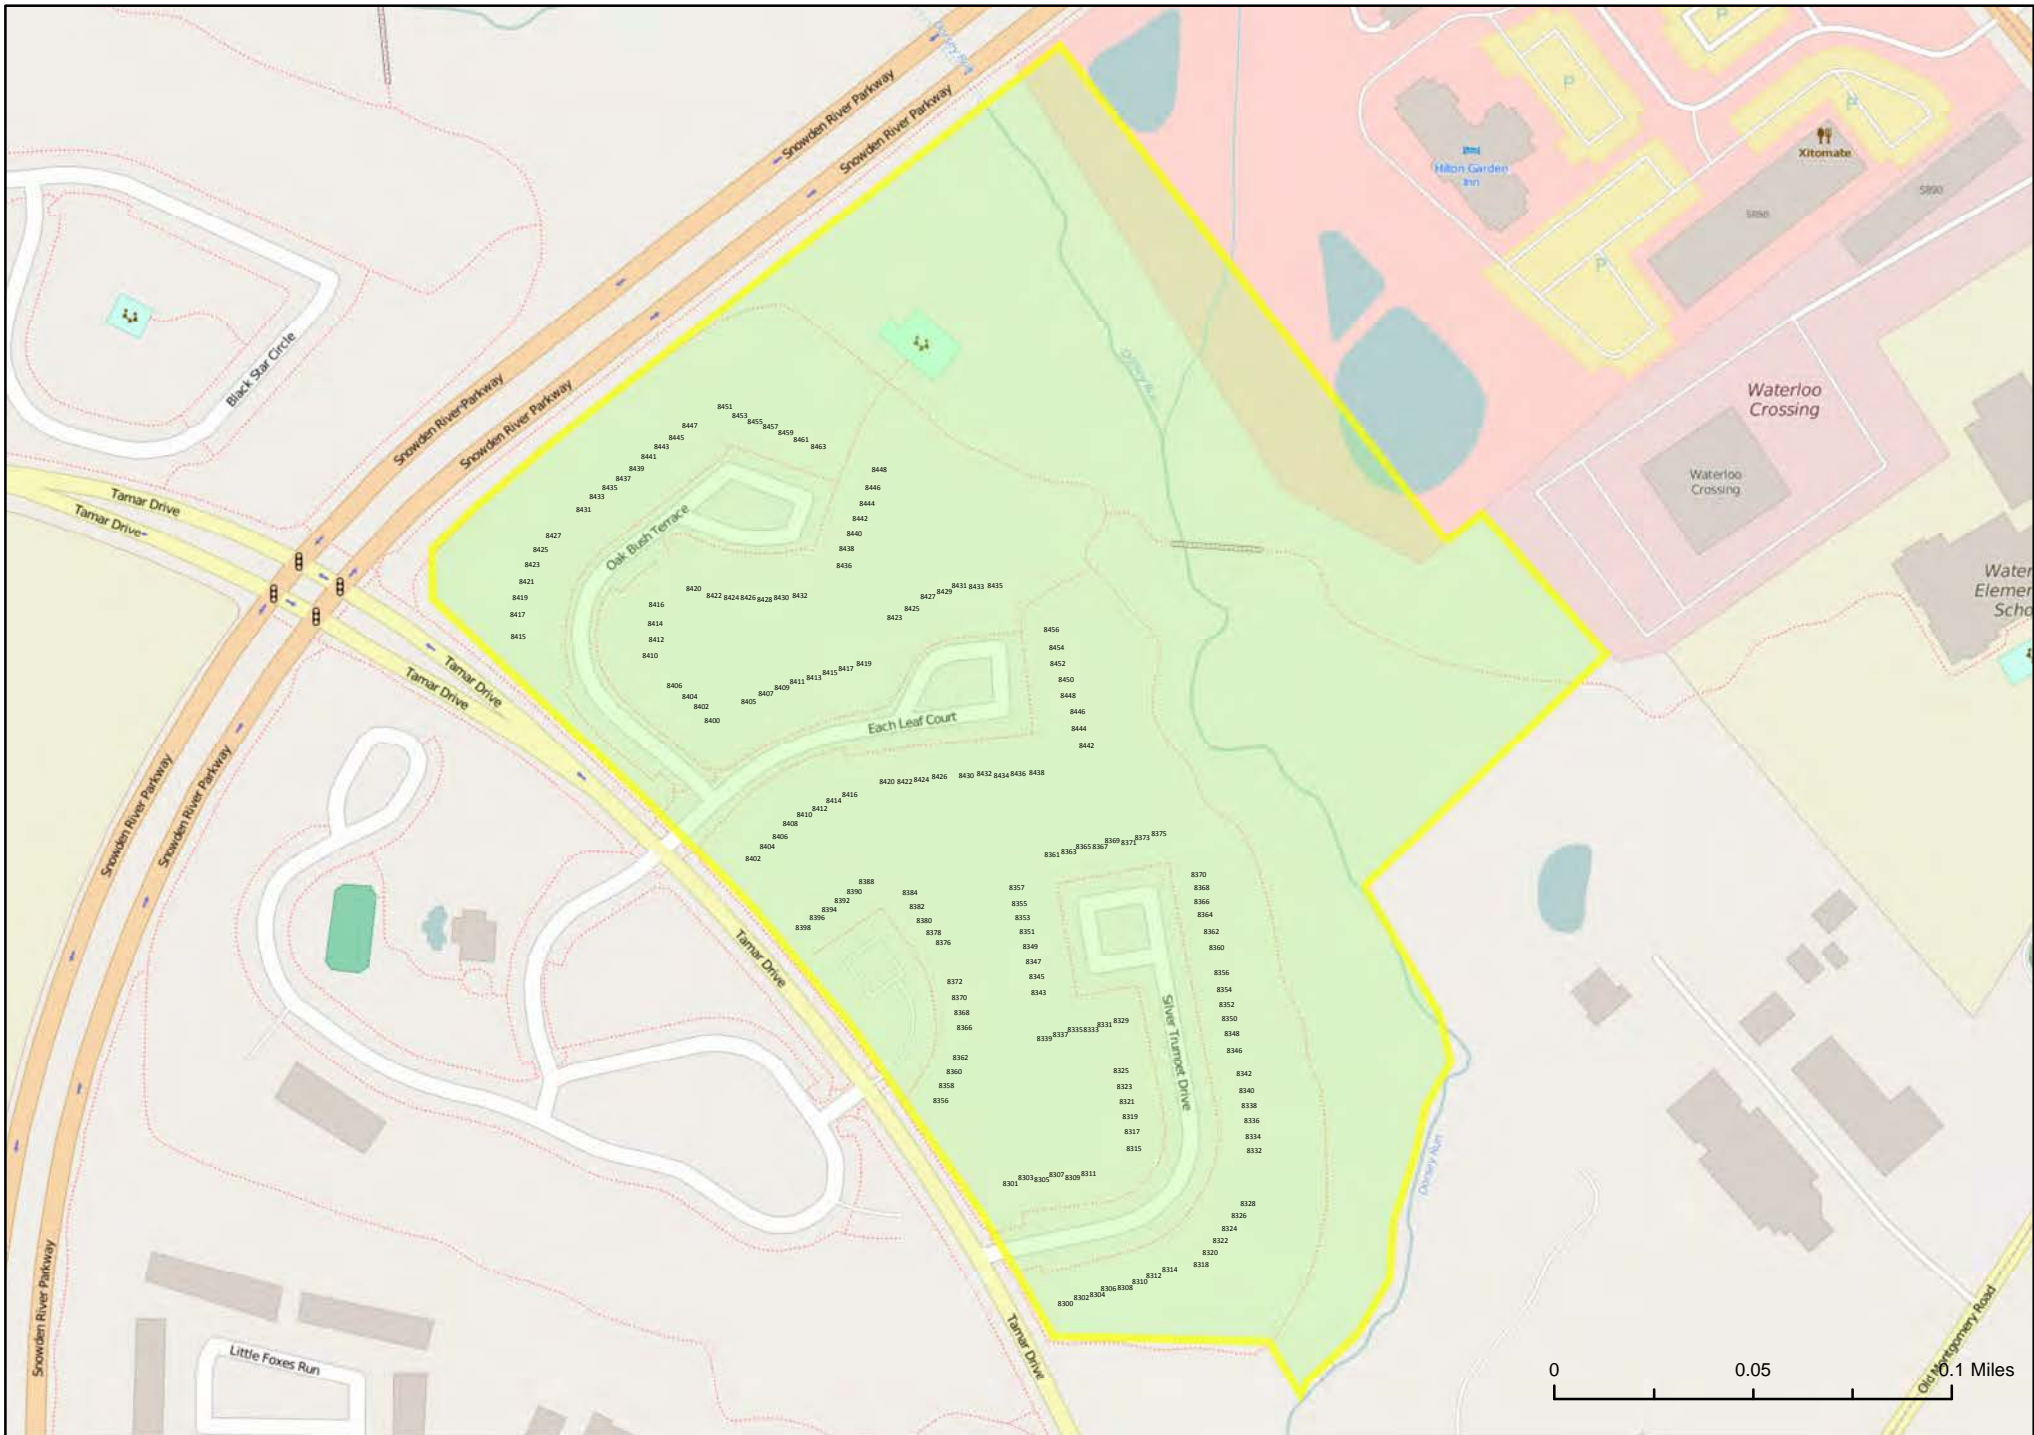 Dorsey Run
Snowden River Parkway
Snowden River Parkway
P
P
P
Hilton Garden
Inn
Xitomate
5890
P
Black Star Circle
Snowden River Parkway
Snowden River Parkway
Dorsey Run
Waterloo
Crossing
Waterloo
Crossing
Water
Elemen
Scho
Tamar Drive
Tamar Drive
Tamar Drive
Tamar Drive
Oak Bush Terrace
8451
8453
8455
8457
8459
8461
8463
8447
8445
8443
8441
8439
8437
8435
8433
8431
8427
8425
8423
8421
8419
8417
8415
8448
8446
8444
8442
8440
8438
8436
8420
8422 8424 8426 8428 8430 8432
8416
8414
8412
8410
8406
8404
8402
8400
8423
8425
8427
8429
8431 8433 8435
8405
8407
8409
8411
8413
8415
8417
8419
Each Leaf Court
8456
8454
8452
8450
8448
8446
8444
8442
8420 8422 8424 8426 8430 8432 8434 8436 8438
8416
8414
8412
8410
8408
8406
8404
8402
Snowden River Parkway
Snowden River Parkway
8361 8363 8365 8367 8369 8371 8373 8375
8388
8390
8392
8394
8396
8398
8384
8382
8380
8378
8376
8372
8370
8368
8366
8362
8360
8358
8356
8357
8355
8353
8351
8349
8347
8345
8343
8370
8368
8366
8364
8362
8360
8356
8354
8352
8350
8348
8346
8342
8340
8338
8336
8334
8332
Tamar Drive
Silver Trumpet Drive
8339 8337 8335 8333 8331 8329
8325
8323
8321
8319
8317
8315
8301 8303 8305 8307 8309 8311
8328
8326
8324
8322
8320
8318
8300 8302 8304 8306 8308 8310 8312 8314
Dorsey Run
Snowden River Parkway
Little Foxes Run
Tamar Drive
Old Montgomery Road
0 0.05 0.1 Miles